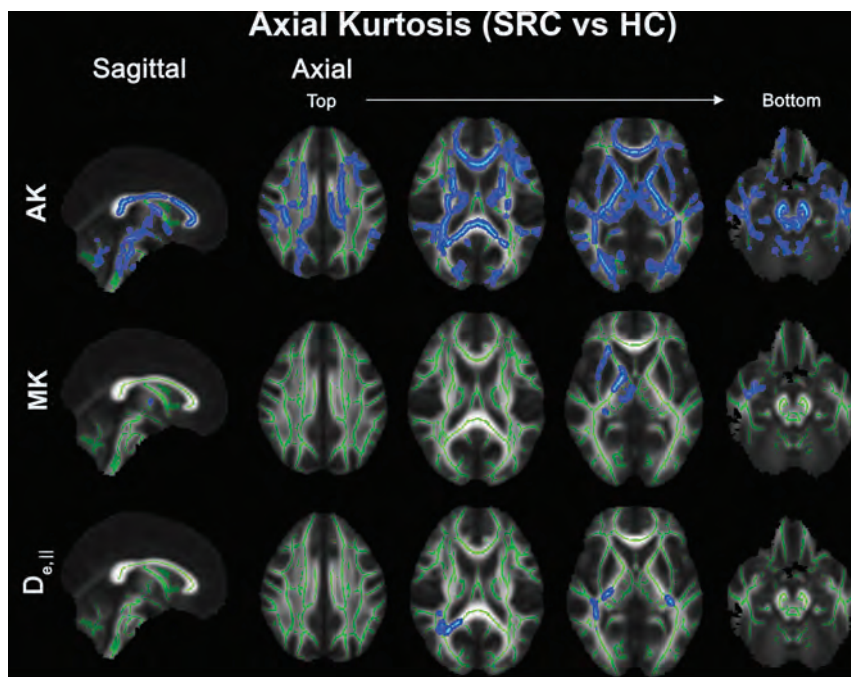 Axial Kurtosis (SRC vs HC)
Sagittal
Axial
Top
Bottom
AK
MK
De,||